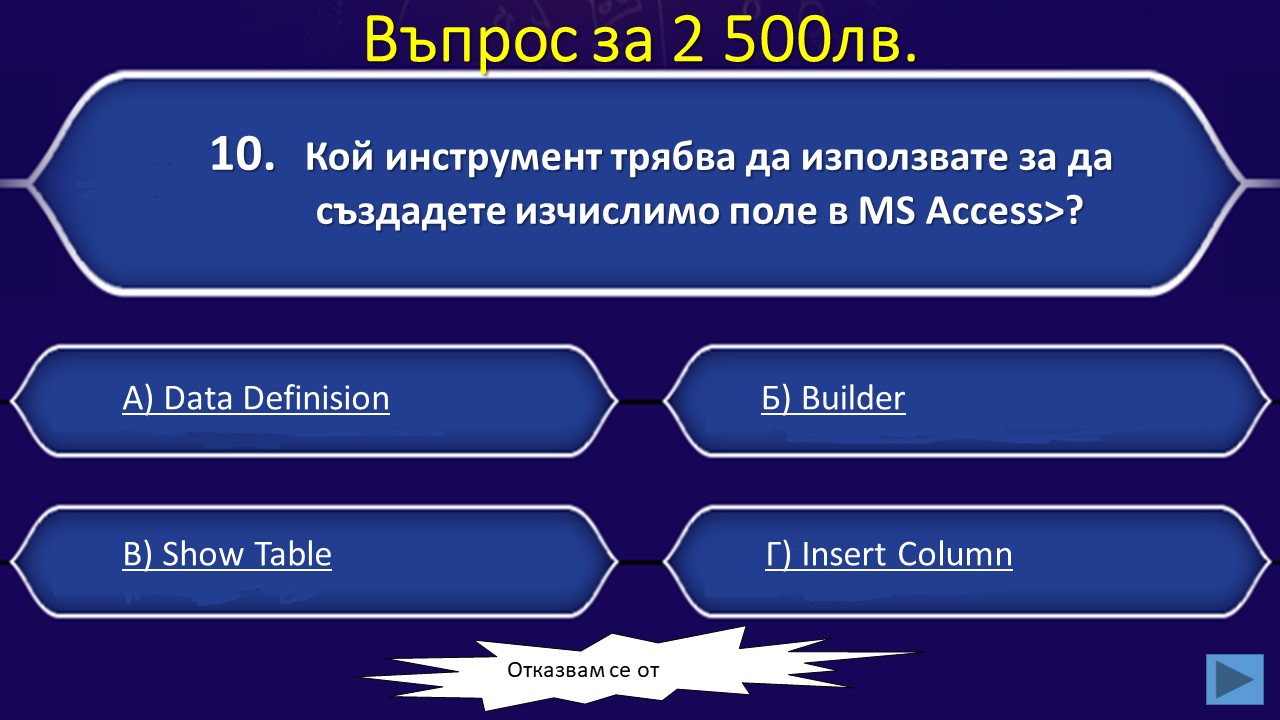 Въпрос за 2 500лв.
10. Кой инструмент трябва да използвате за да
създадете изчислимо поле в MS Access>?
А) Data Definision
Б) Builder
В) Show Table
Г) Insert Column
Отказвам се от